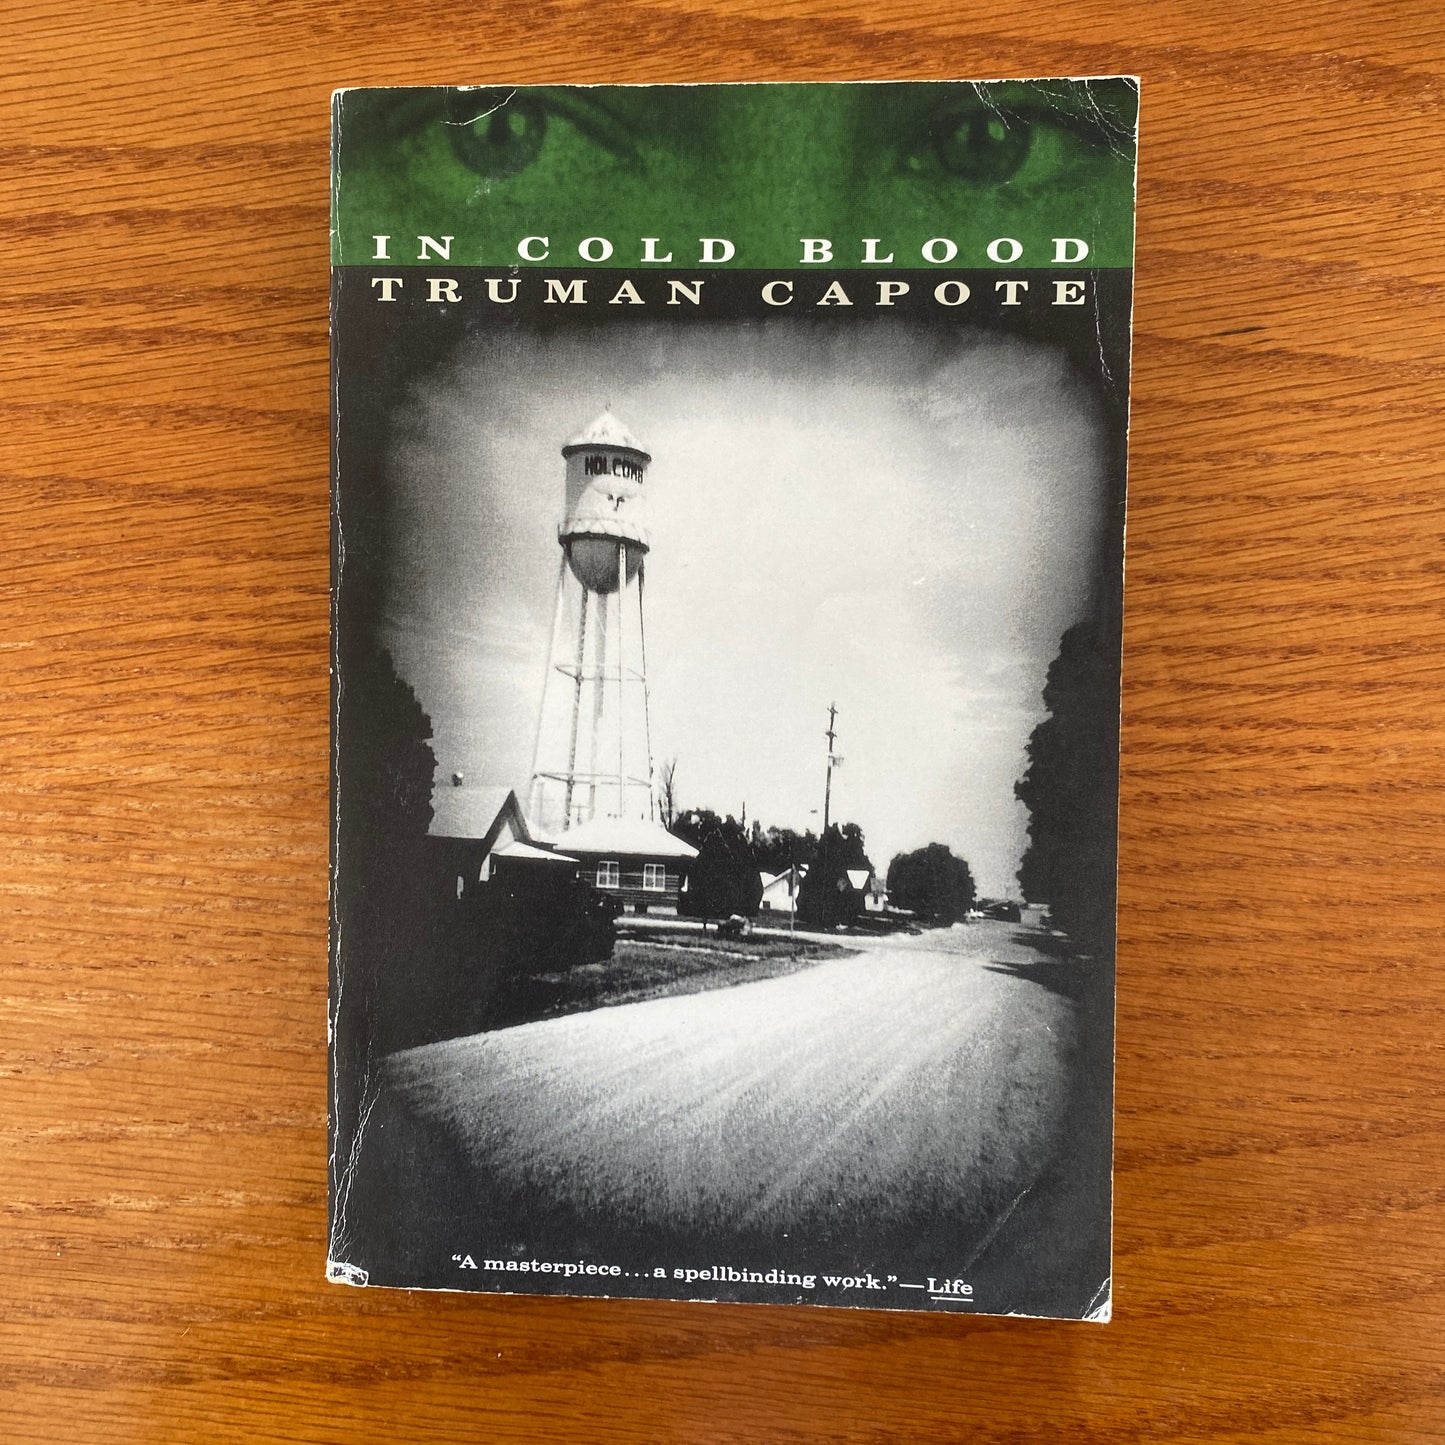 IN COLD BLOOD
TRUMAN CAPOTE
HOLCOMB
“A masterpiece...a spellbinding work.”—Life